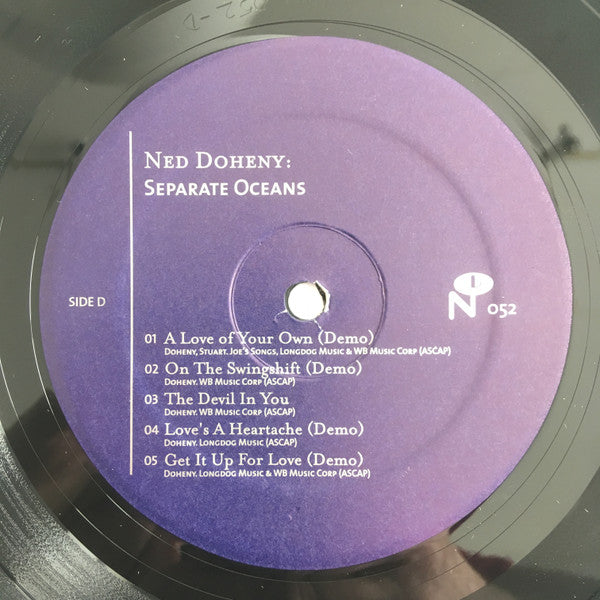 NED DOHENY:
SEPARATE OCEANS
SIDE D
N 052
01 A Love of Your Own (Demo)
DOHENY, STUART. JOE'S SONGS, LONGDOG MUSIC & WB MUSIC CORP (ASCAP)
02 On The Swingshift (Demo)
DOHENY. WB MUSIC CORP (ASCAP)
03 The Devil In You
DOHENY. WB MUSIC CORP (ASCAP)
04 Love's A Heartache (Demo)
DOHENY. LONGDOG MUSIC (ASCAP)
05 Get It Up For Love (Demo)
DOHENY. LONGDOG MUSIC & WB MUSIC CORP (ASCAP)